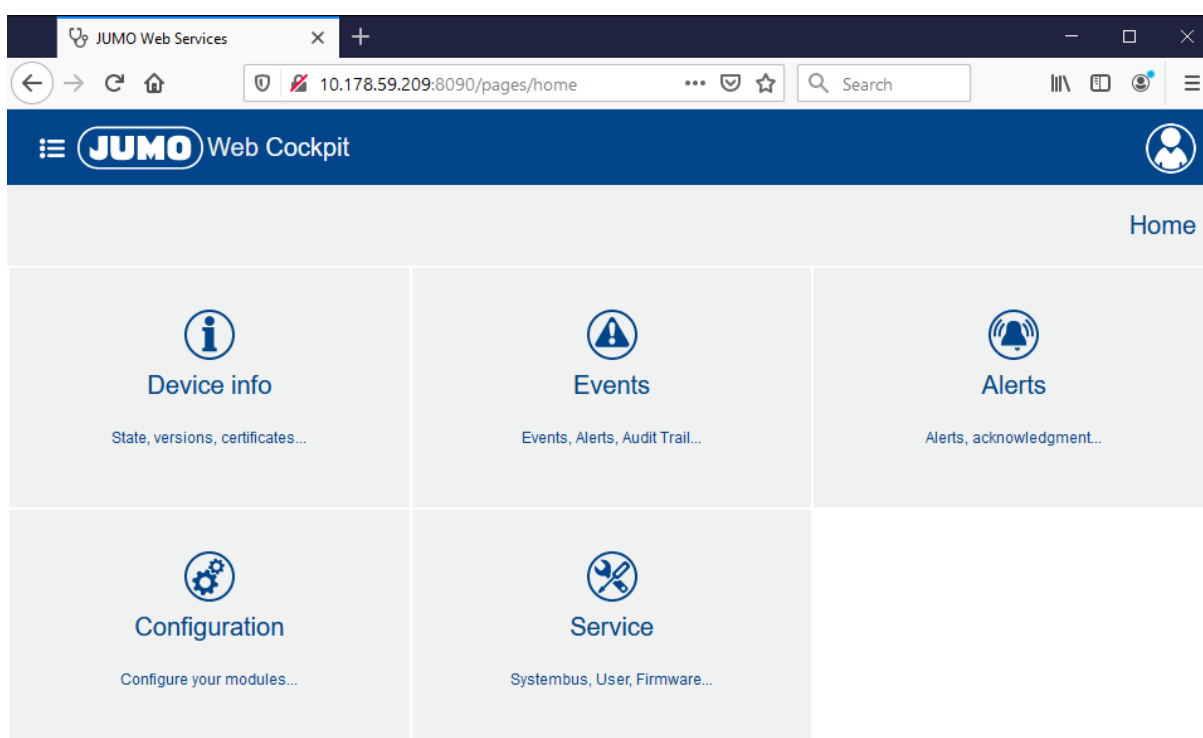 JUMO Web Services
10.178.59.209:8090/pages/home
Search
JUMO Web Cockpit
Home
Device info
State, versions, certificates...
Events
Events, Alerts, Audit Trail...
Alerts
Alerts, acknowledgment...
Configuration
Configure your modules...
Service
Systembus, User, Firmware...